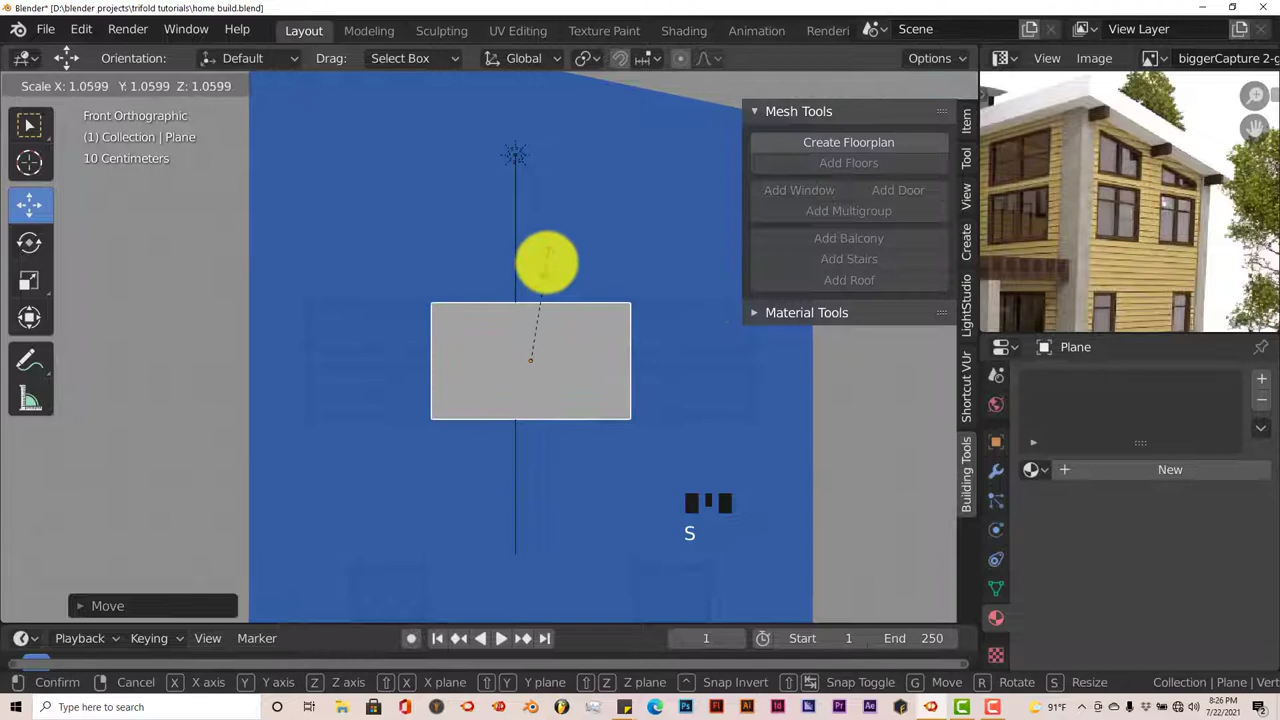 Blender* [D:\blender projects\trifold tutorials\home build.blend]
File Edit Render Window Help Layout Modeling Sculpting UV Editing Texture Paint Shading Animation Renderi Scene View Layer
Orientation: Default Drag: Select Box Global Options View Image biggerCapture 2-g
Scale X: 1.0599 Y: 1.0599 Z: 1.0599
Front Orthographic
(1) Collection | Plane
10 Centimeters
Mesh Tools
Create Floorplan
Add Floors
Add Window Add Door
Add Multigroup
Add Balcony
Add Stairs
Add Roof
Material Tools
Item
Tool
View
Create
LightStudio
Shortcut VUr
Building Tools
Plane
New
S
Move
Playback Keying View Marker 1 Start 1 End 250
Confirm Cancel X X axis Y Y axis Z Z axis X X plane Y Y plane Z Z plane Snap Invert Snap Toggle G Move R Rotate S Resize Collection | Plane | Vert
Type here to search 91°F 8:26 PM
7/22/2021